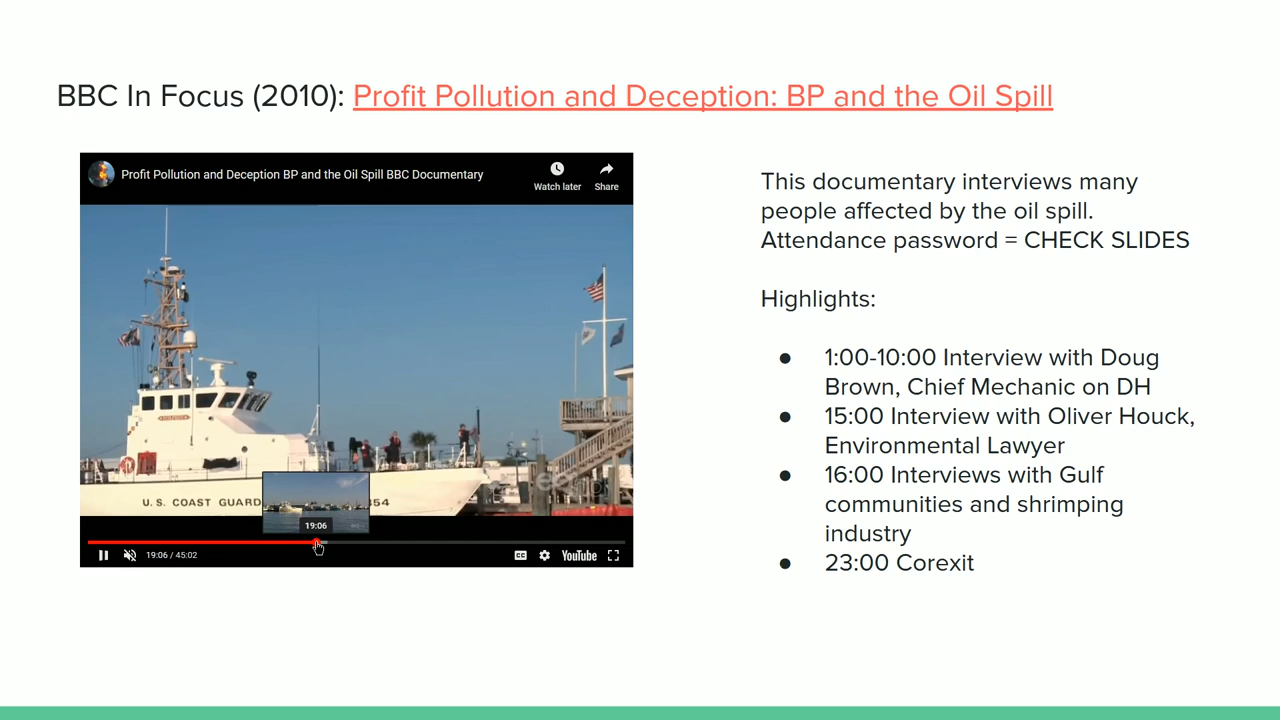 BBC In Focus (2010): Profit Pollution and Deception: BP and the Oil Spill
Profit Pollution and Deception BP and the Oil Spill BBC Documentary
Watch later
Share
This documentary interviews many
people affected by the oil spill.
Attendance password = CHECK SLIDES
Highlights:
● 1:00-10:00 Interview with Doug
Brown, Chief Mechanic on DH
● 15:00 Interview with Oliver Houck,
Environmental Lawyer
● 16:00 Interviews with Gulf
communities and shrimping
industry
● 23:00 Corexit
U.S. COAST GUARD
354
19:06
19:06 / 45:02
CC
YouTube